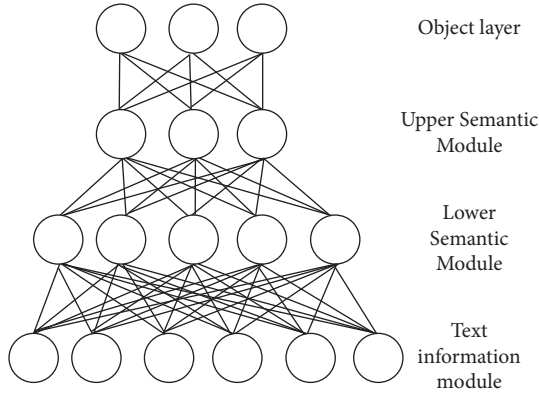 Object layer
Upper Semantic
Module
Lower
Semantic
Module
Text
information
module